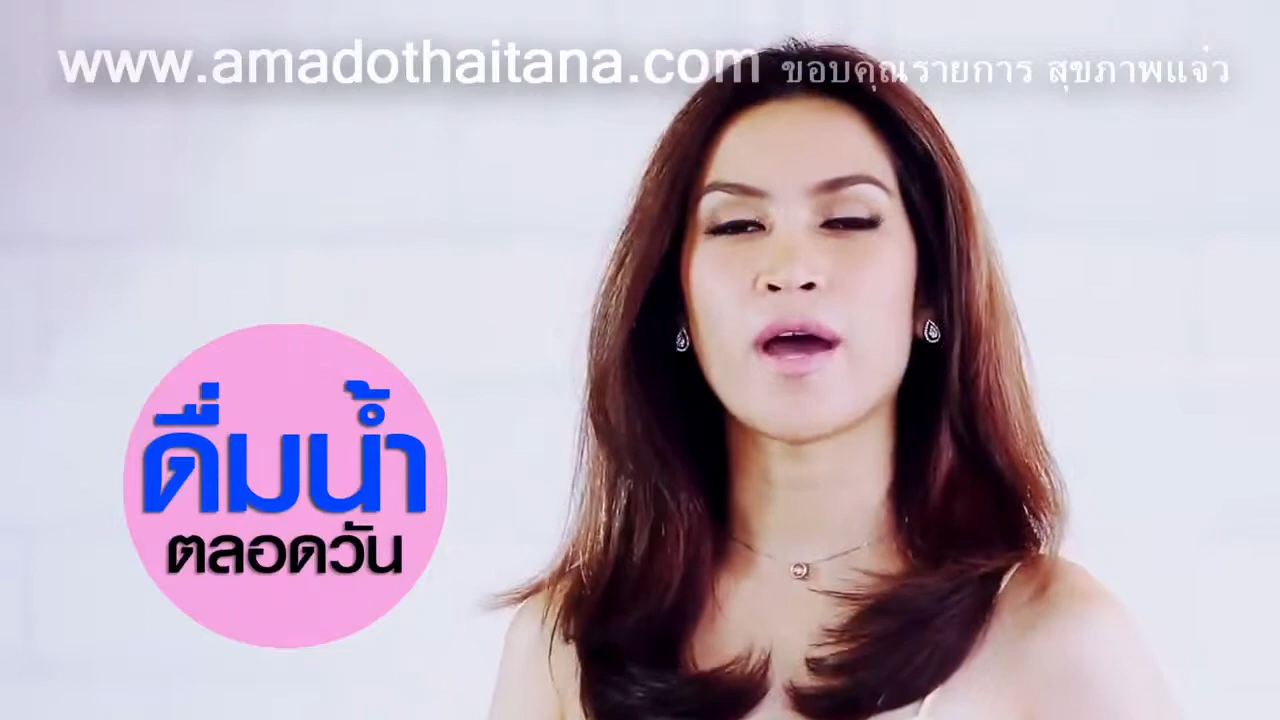 www.amadothaitana.com ขอบคุณรายการ สุขภาพแจ๋ว
ดื่มน้ำ
ตลอดวัน